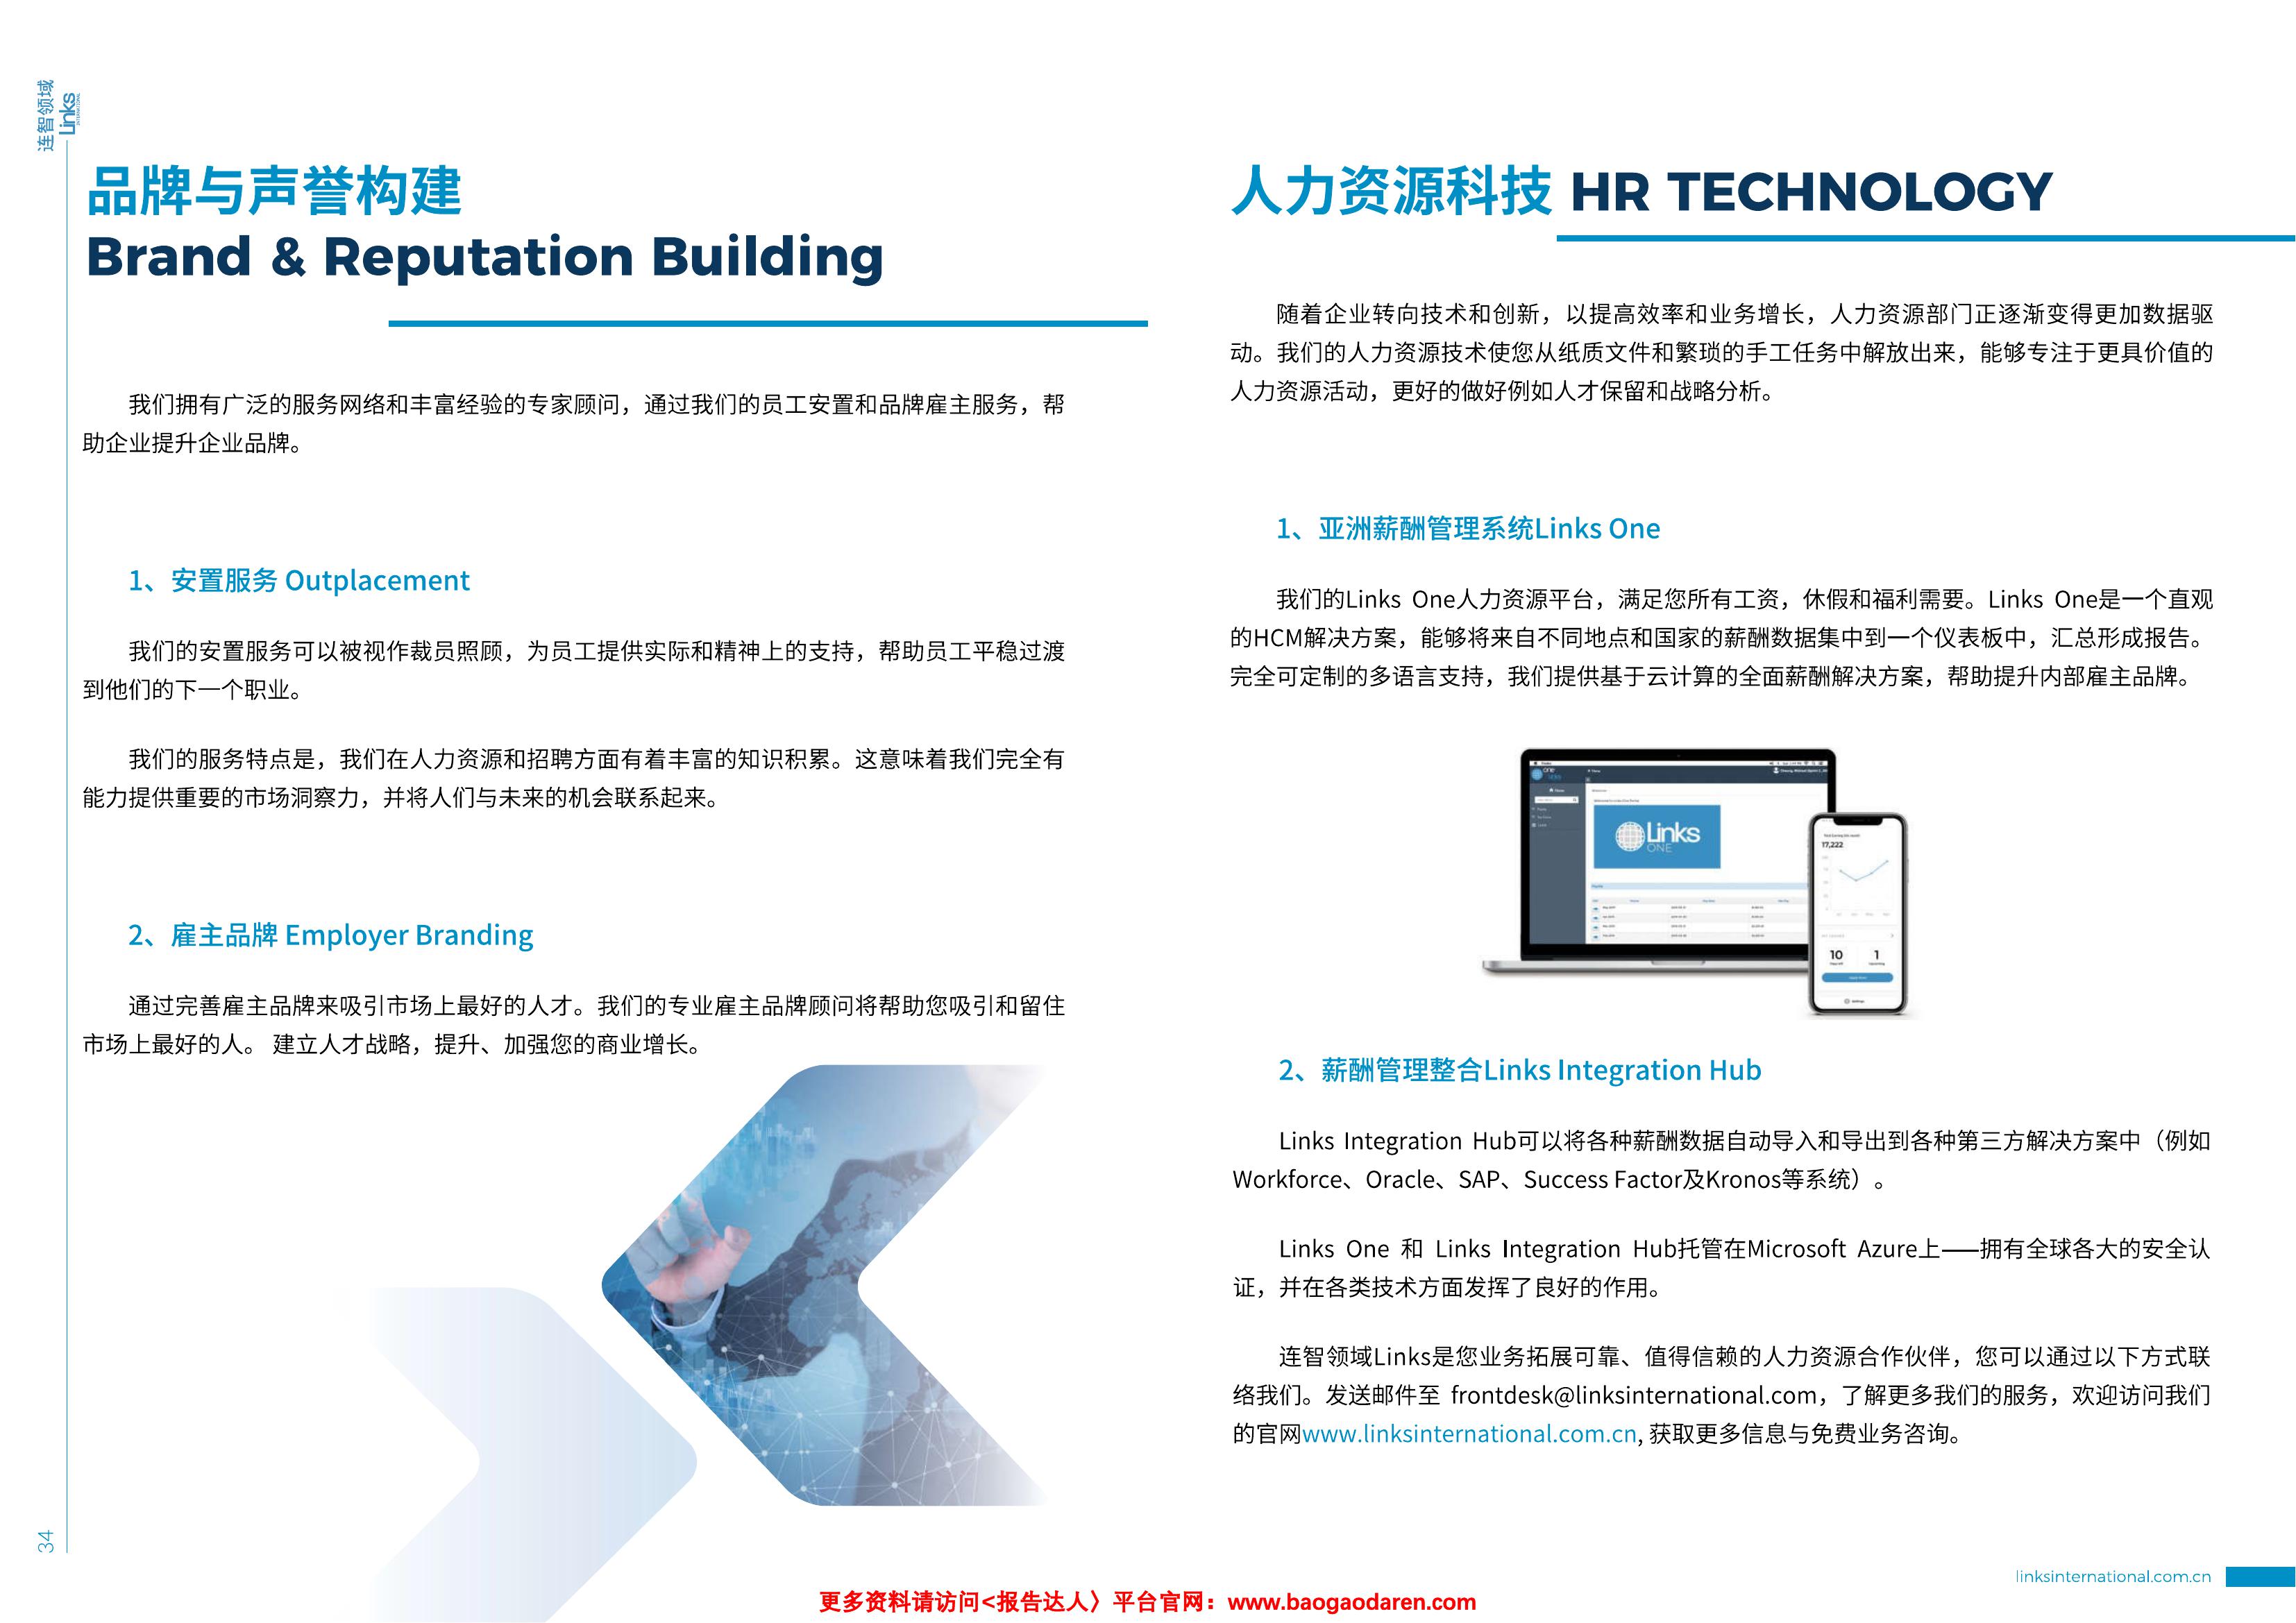 连智领域
Links
INTERNATIONAL
品牌与声誉构建
Brand & Reputation Building
我们拥有广泛的服务网络和丰富经验的专家顾问，通过我们的员工安置和品牌雇主服务，帮
助企业提升企业品牌。
1、安置服务 Outplacement
我们的安置服务可以被视作裁员照顾，为员工提供实际和精神上的支持，帮助员工平稳过渡
到他们的下一个职业。
我们的服务特点是，我们在人力资源和招聘方面有着丰富的知识积累。这意味着我们完全有
能力提供重要的市场洞察力，并将人们与未来的机会联系起来。
2、雇主品牌 Employer Branding
通过完善雇主品牌来吸引市场上最好的人才。我们的专业雇主品牌顾问将帮助您吸引和留住
市场上最好的人。 建立人才战略，提升、加强您的商业增长。
34
人力资源科技 HR TECHNOLOGY
随着企业转向技术和创新，以提高效率和业务增长，人力资源部门正逐渐变得更加数据驱
动。我们的人力资源技术使您从纸质文件和繁琐的手工任务中解放出来，能够专注于更具价值的
人力资源活动，更好的做好例如人才保留和战略分析。
1、亚洲薪酬管理系统Links One
我们的Links One人力资源平台，满足您所有工资，休假和福利需要。Links One是一个直观
的HCM解决方案，能够将来自不同地点和国家的薪酬数据集中到一个仪表板中，汇总形成报告。
完全可定制的多语言支持，我们提供基于云计算的全面薪酬解决方案，帮助提升内部雇主品牌。
Links
ONE
17,222
10
1
2、薪酬管理整合Links Integration Hub
Links Integration Hub可以将各种薪酬数据自动导入和导出到各种第三方解决方案中（例如
Workforce、Oracle、SAP、Success Factor及Kronos等系统）。
Links One 和 Links Integration Hub托管在Microsoft Azure上——拥有全球各大的安全认
证，并在各类技术方面发挥了良好的作用。
连智领域Links是您业务拓展可靠、值得信赖的人力资源合作伙伴，您可以通过以下方式联
络我们。发送邮件至 frontdesk@linksinternational.com，了解更多我们的服务，欢迎访问我们
的官网www.linksinternational.com.cn, 获取更多信息与免费业务咨询。
linksinternational.com.cn
更多资料请访问<报告达人〉平台官网：www.baogaodaren.com